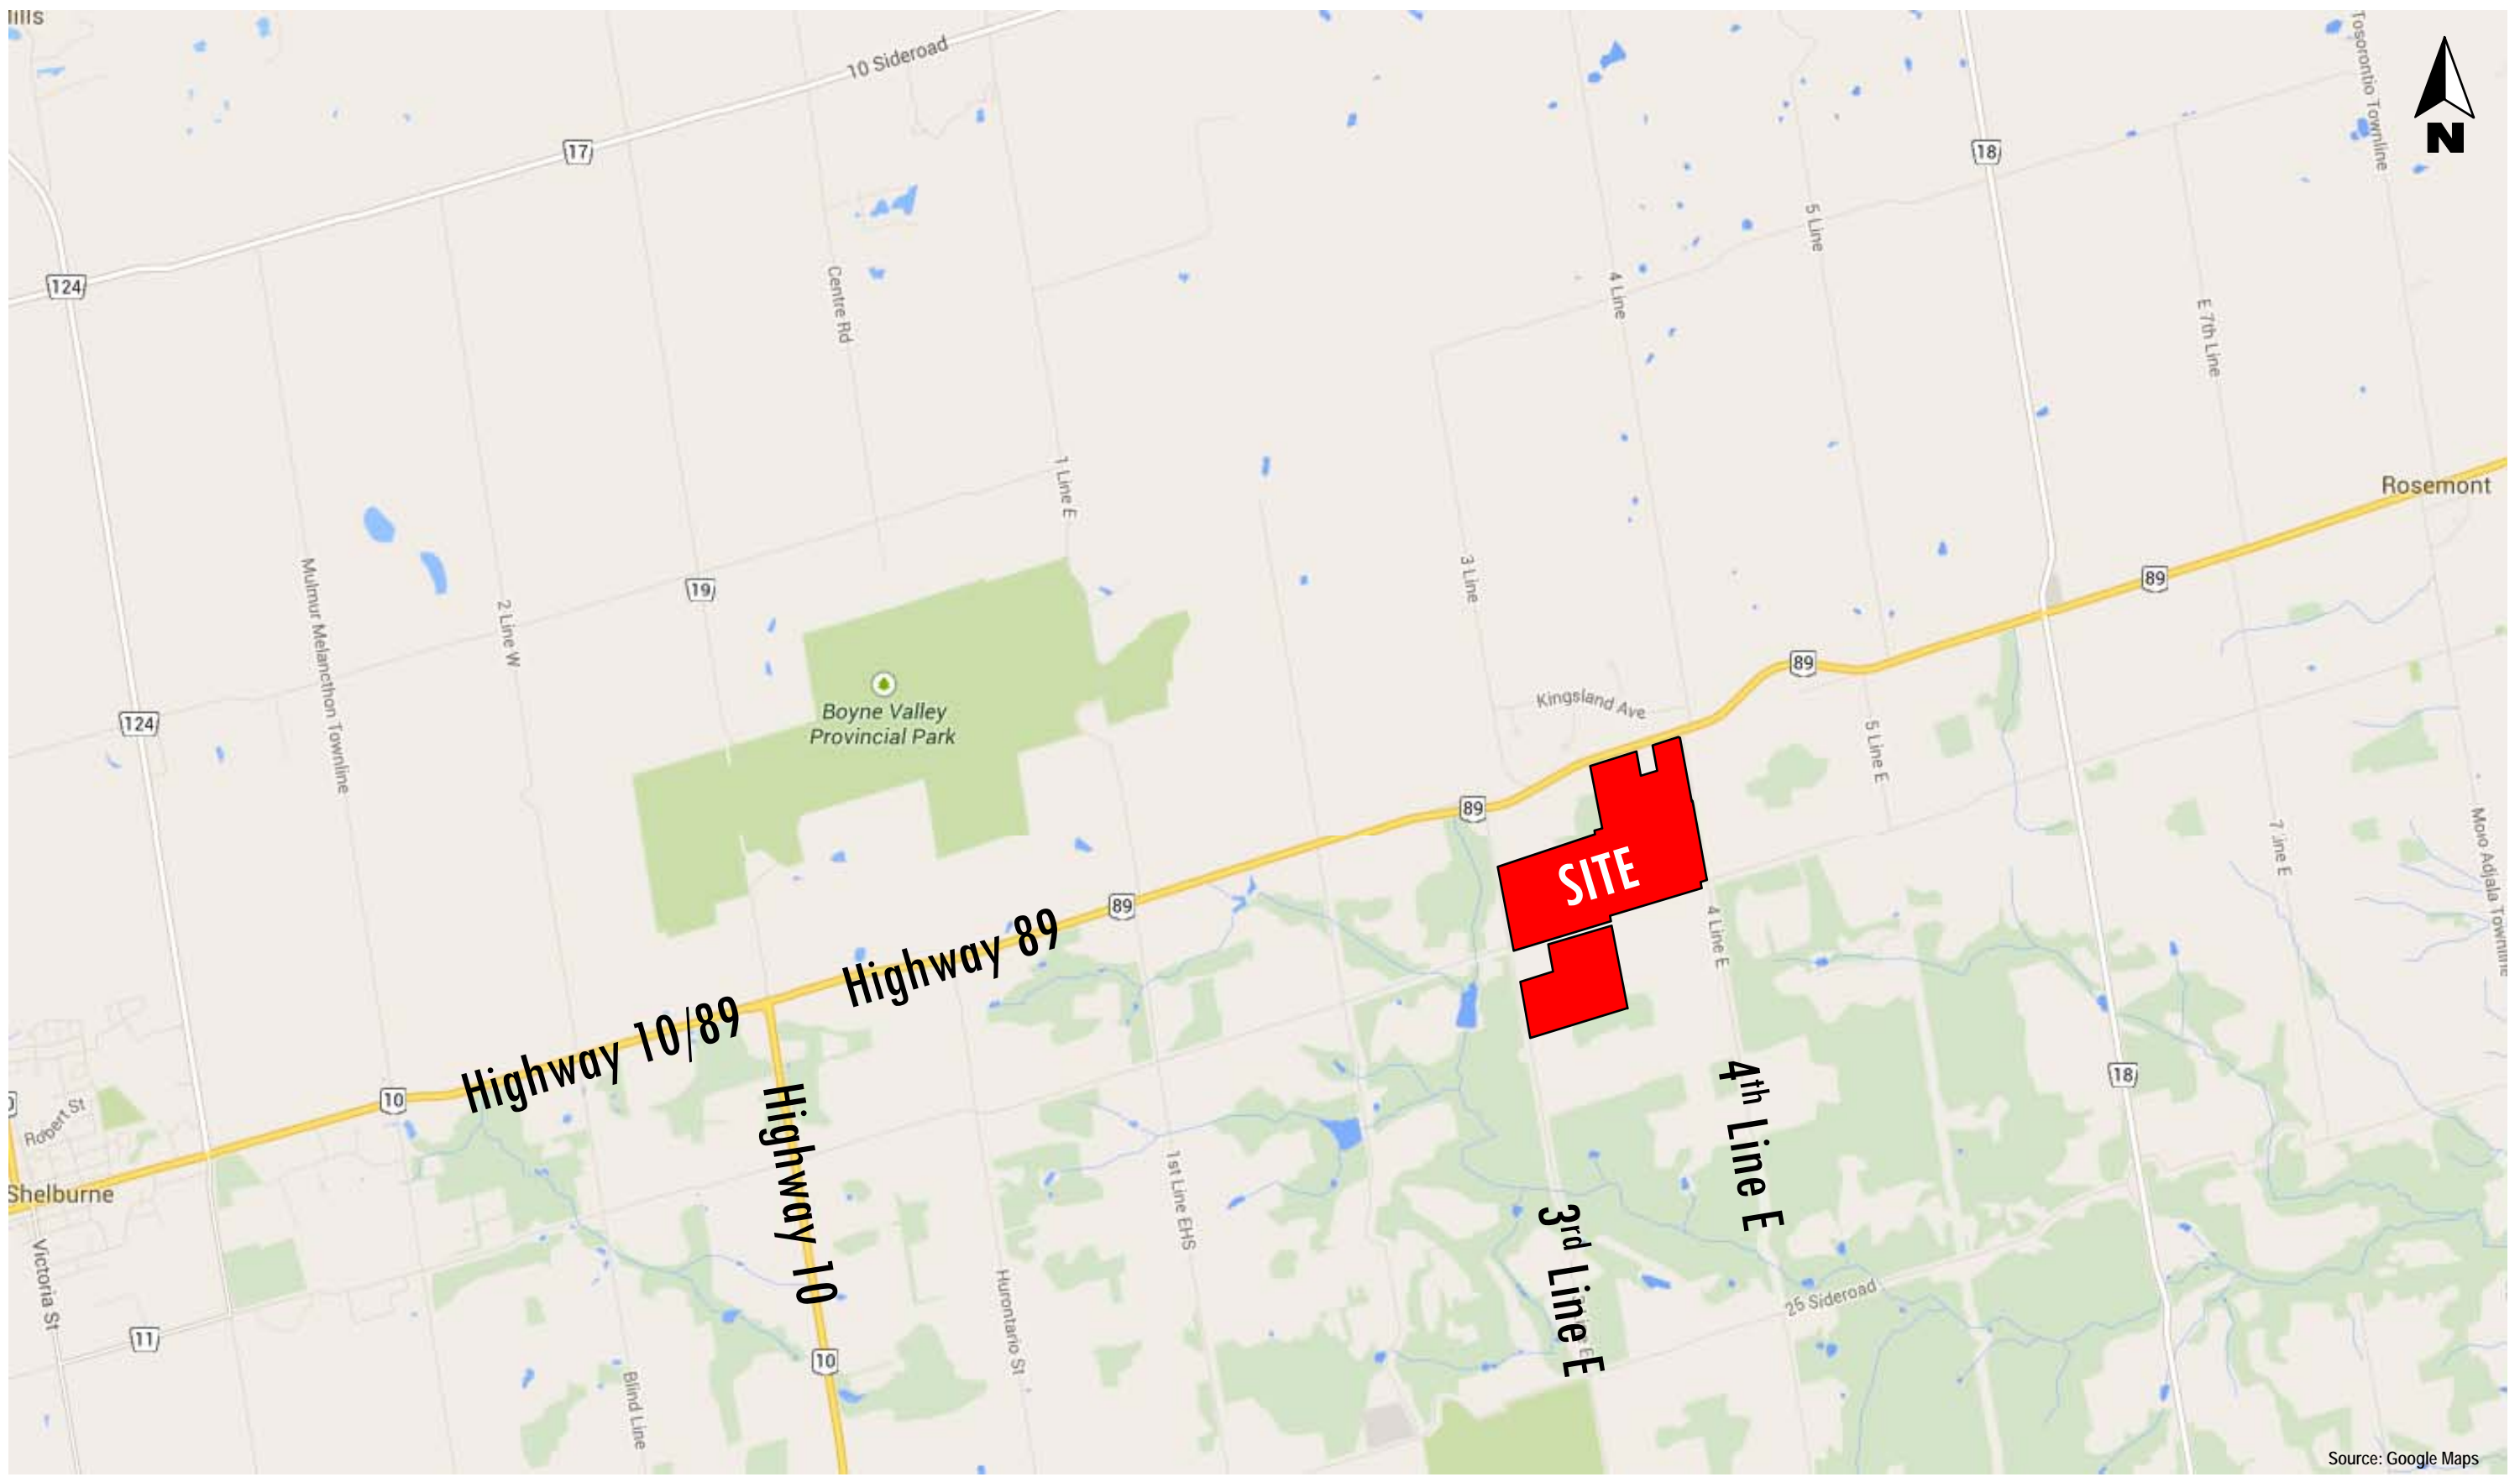 10 Sideroad
Tosorontio Townline
N
17
18
124
Centre Rd
5 Line
4 Line
E 7th Line
1 Line E
Rosemont
Mulmur Melancthon Townline
2 Line W
19
3 Line
89
89
Boyne Valley
Provincial Park
Kingsland Ave
124
5 Line E
89
SITE
7 Line E
89
Highway 89
4 Line E
Highway 10/89
10
Robert St
Highway 10
4th Line E
18
Shelburne
1st Line EHS
3rd Line E
Victoria St
Hurontario St
25 Sideroad
11
10
Blind Line
Source: Google Maps